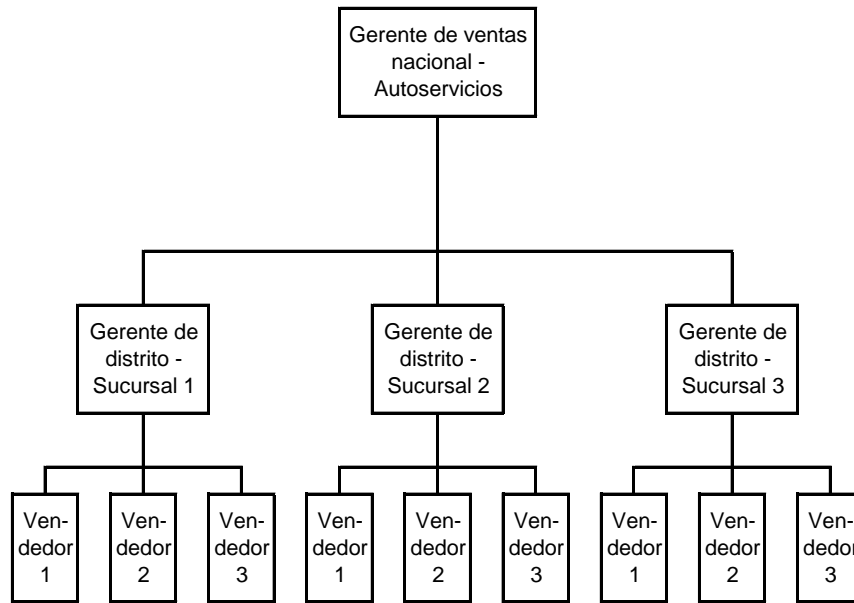 Gerente de ventas
nacional -
Autoservicios
Gerente de
distrito -
Sucursal 1
Gerente de
distrito -
Sucursal 2
Gerente de
distrito -
Sucursal 3
Ven-
dedor
1
Ven-
dedor
2
Ven-
dedor
3
Ven-
dedor
1
Ven-
dedor
2
Ven-
dedor
3
Ven-
dedor
1
Ven-
dedor
2
Ven-
dedor
3